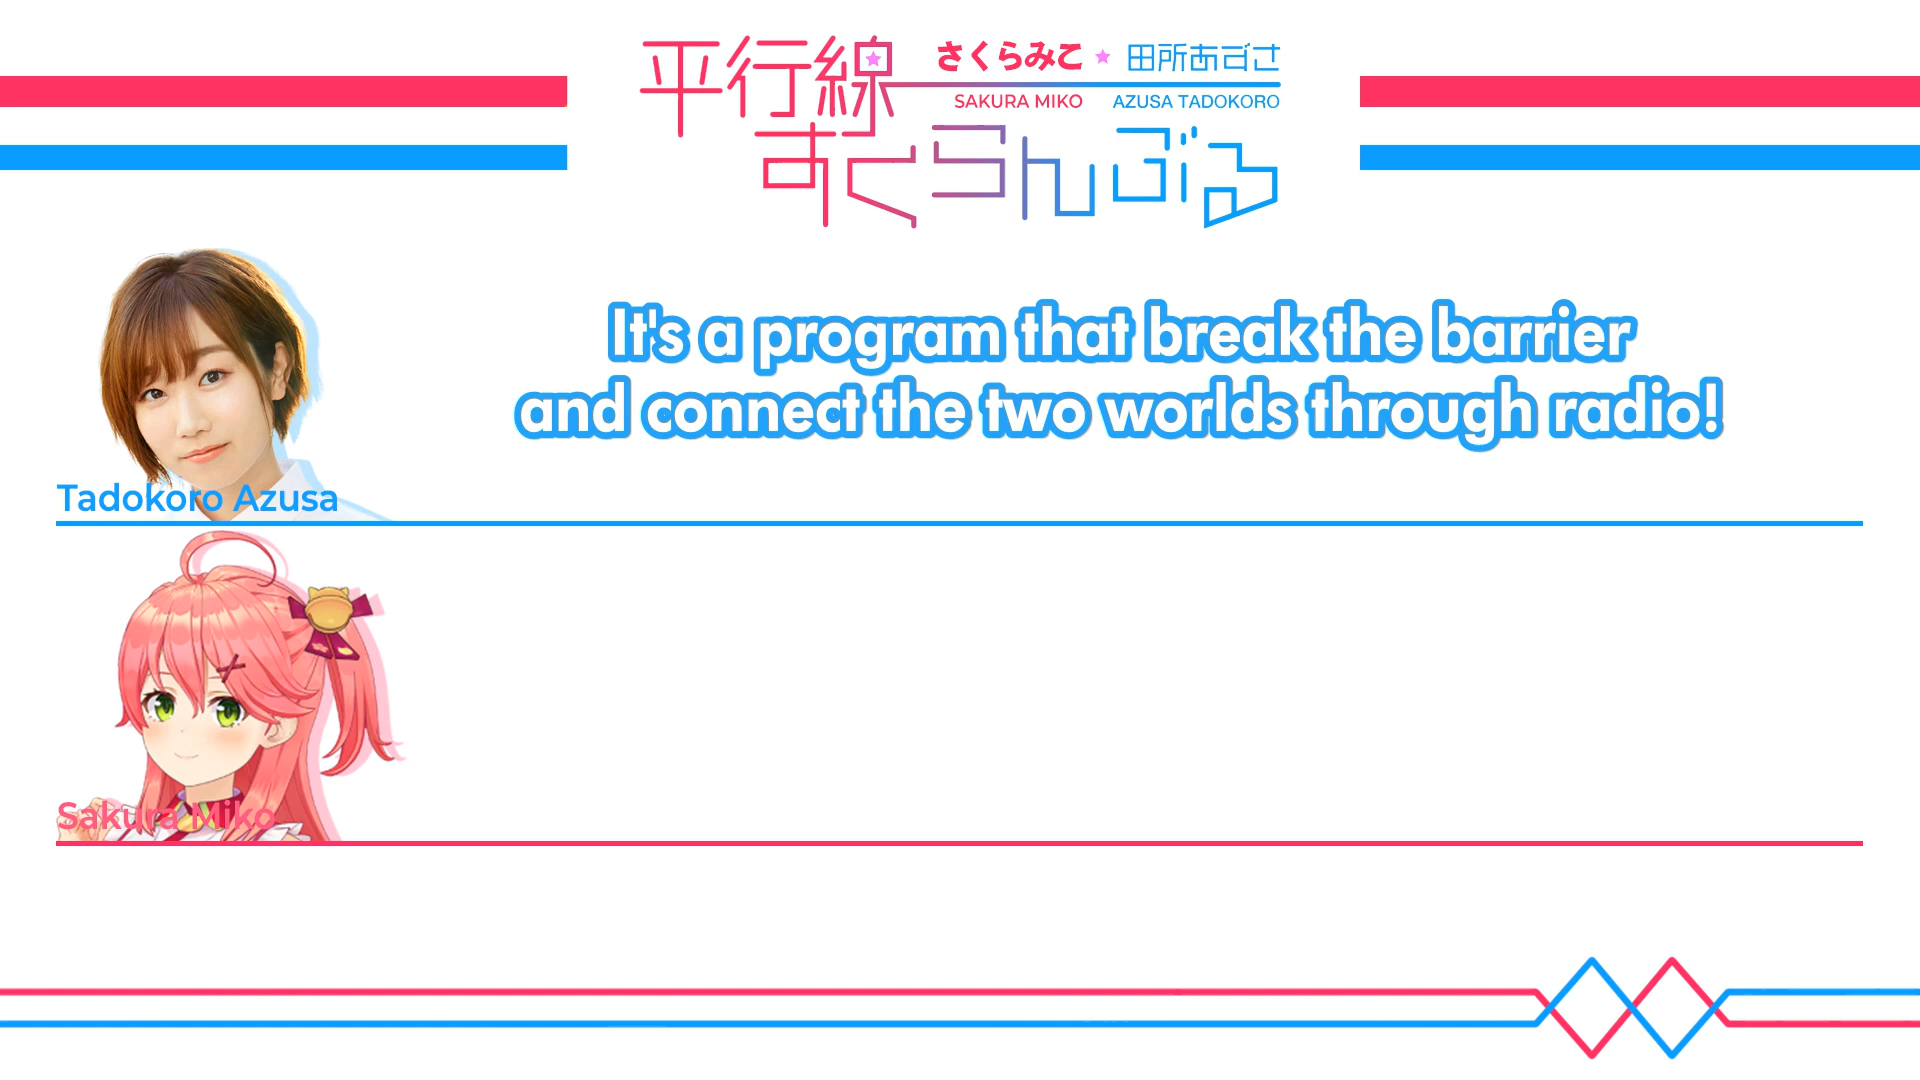 平行線
さくらみこ★田所あずさ
SAKURA MIKO AZUSA TADOKORO
すくらんぶる
It's a program that break the barrier
and connect the two worlds through radio!
Tadokoro Azusa
Sakura Miko